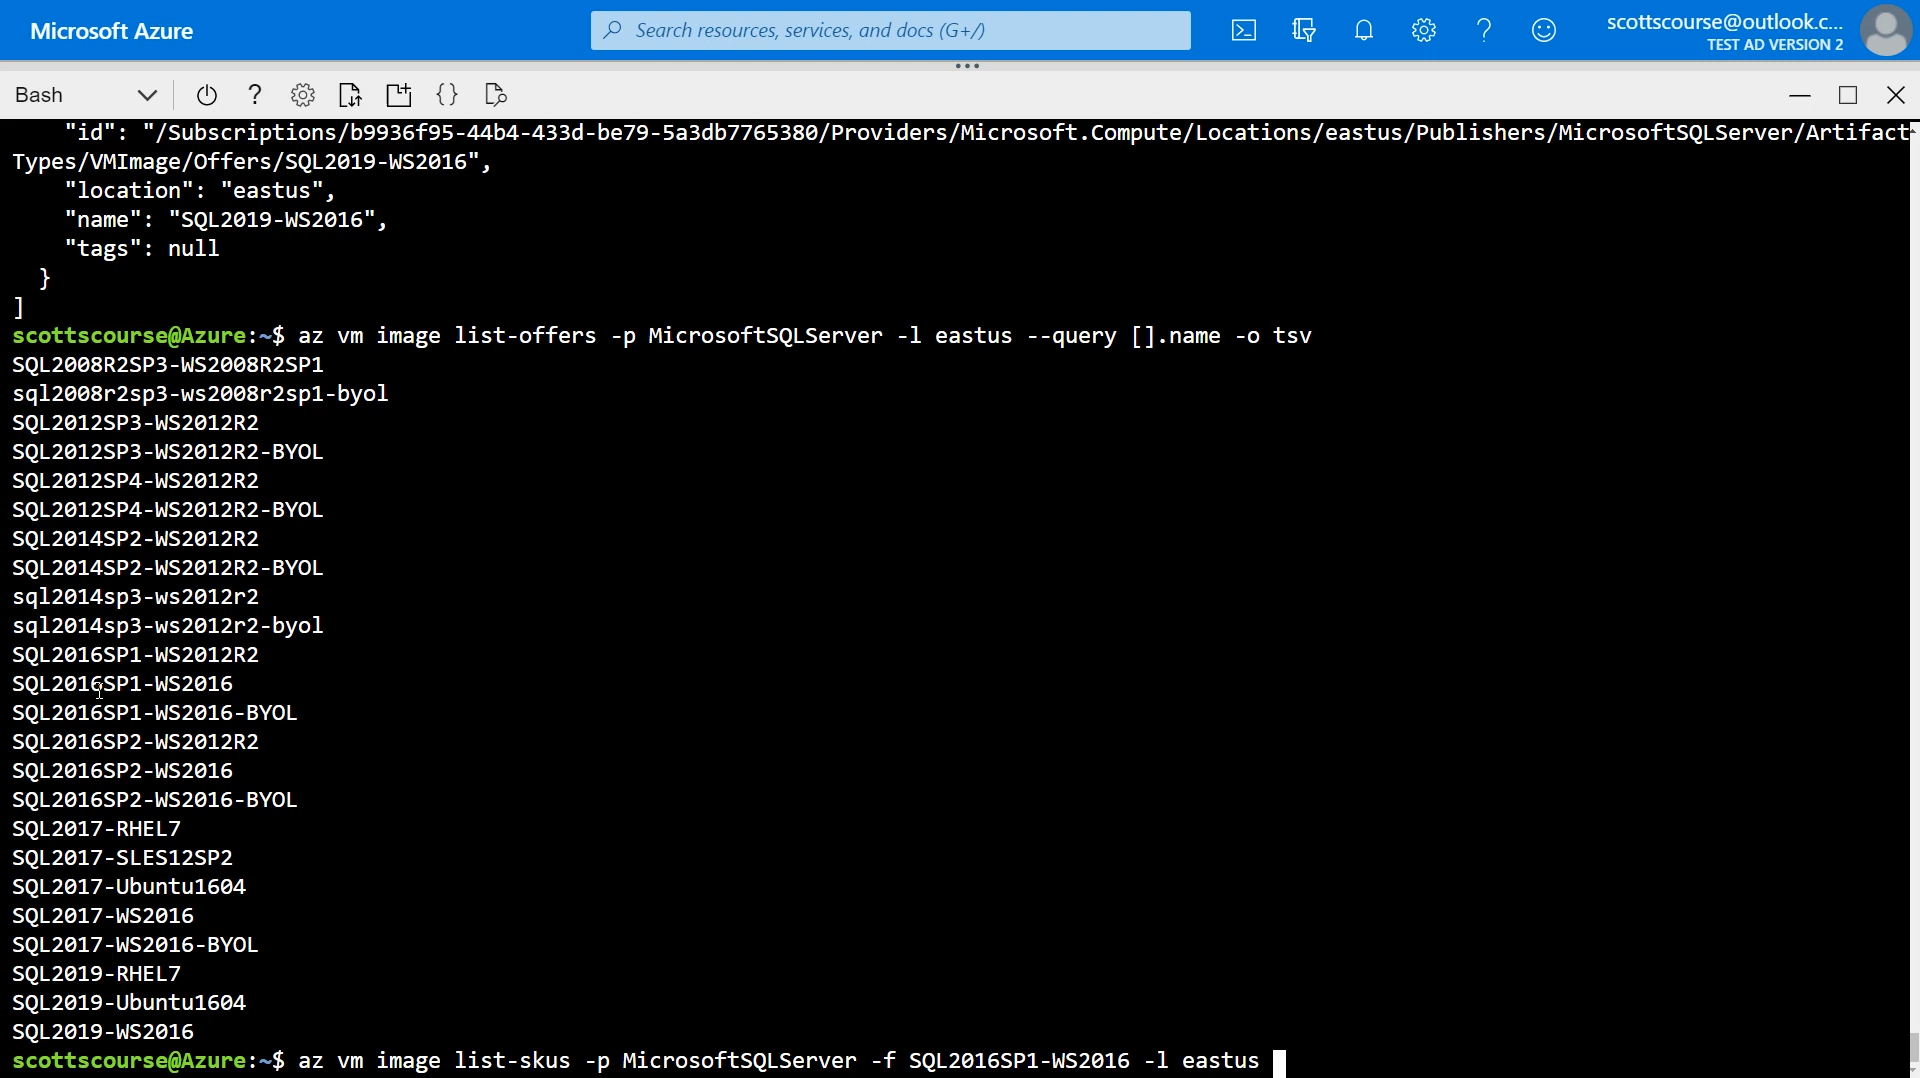 Microsoft Azure
Search resources, services, and docs (G+/)
scottscourse@outlook.c...
TEST AD VERSION 2
Bash
"id": "/Subscriptions/b9936f95-44b4-433d-be79-5a3db7765380/Providers/Microsoft.Compute/Locations/eastus/Publishers/MicrosoftSQLServer/Artifact
Types/VMImage/Offers/SQL2019-WS2016",
"location": "eastus",
"name": "SQL2019-WS2016",
"tags": null
}
]
scottscourse@Azure:~$ az vm image list-offers -p MicrosoftSQLServer -l eastus --query [].name -o tsv
SQL2008R2SP3-WS2008R2SP1
sql2008r2sp3-ws2008r2sp1-byol
SQL2012SP3-WS2012R2
SQL2012SP3-WS2012R2-BYOL
SQL2012SP4-WS2012R2
SQL2012SP4-WS2012R2-BYOL
SQL2014SP2-WS2012R2
SQL2014SP2-WS2012R2-BYOL
sql2014sp3-ws2012r2
sql2014sp3-ws2012r2-byol
SQL2016SP1-WS2012R2
SQL2016SP1-WS2016
SQL2016SP1-WS2016-BYOL
SQL2016SP2-WS2012R2
SQL2016SP2-WS2016
SQL2016SP2-WS2016-BYOL
SQL2017-RHEL7
SQL2017-SLES12SP2
SQL2017-Ubuntu1604
SQL2017-WS2016
SQL2017-WS2016-BYOL
SQL2019-RHEL7
SQL2019-Ubuntu1604
SQL2019-WS2016
scottscourse@Azure:~$ az vm image list-skus -p MicrosoftSQLServer -f SQL2016SP1-WS2016 -l eastus